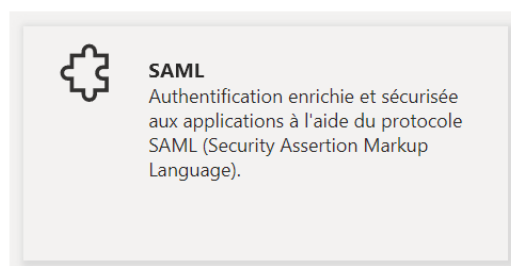 SAML
Authentification enrichie et sécurisée
aux applications à l'aide du protocole
SAML (Security Assertion Markup
Language).